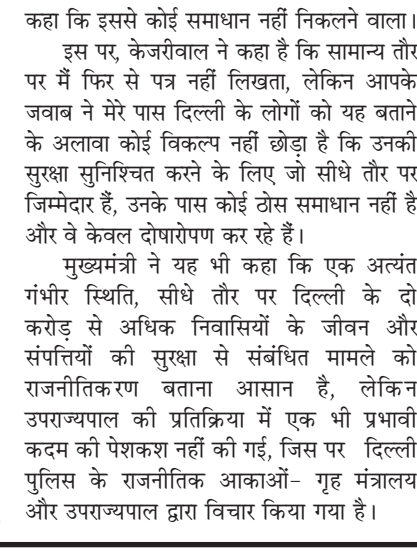 कहा कि इससे कोई समाधान नहीं निकलने वाला।
इस पर, केजरीवाल ने कहा है कि सामान्य तौर
पर मैं फिर से पत्र नहीं लिखता, लेकिन आपके
जवाब ने मेरे पास दिल्ली के लोगों को यह बताने
के अलावा कोई विकल्प नहीं छोड़ा है कि उनकी
सुरक्षा सुनिश्चित करने के लिए जो सीधे तौर पर
जिम्मेदार हैं, उनके पास कोई ठोस समाधान नहीं है
और वे केवल दोषारोपण कर रहे हैं।
मुख्यमंत्री ने यह भी कहा कि एक अत्यंत
गंभीर स्थिति, सीधे तौर पर दिल्ली के दो
करोड़ से अधिक निवासियों के जीवन और
संपत्तियों की सुरक्षा से संबंधित मामले को
राजनीतिकरण बताना आसान है, लेकिन
उपराज्यपाल की प्रतिक्रिया में एक भी प्रभावी
कदम की पेशकश नहीं की गई, जिस पर दिल्ली
पुलिस के राजनीतिक आकाओं- गृह मंत्रालय
और उपराज्यपाल द्वारा विचार किया गया है।